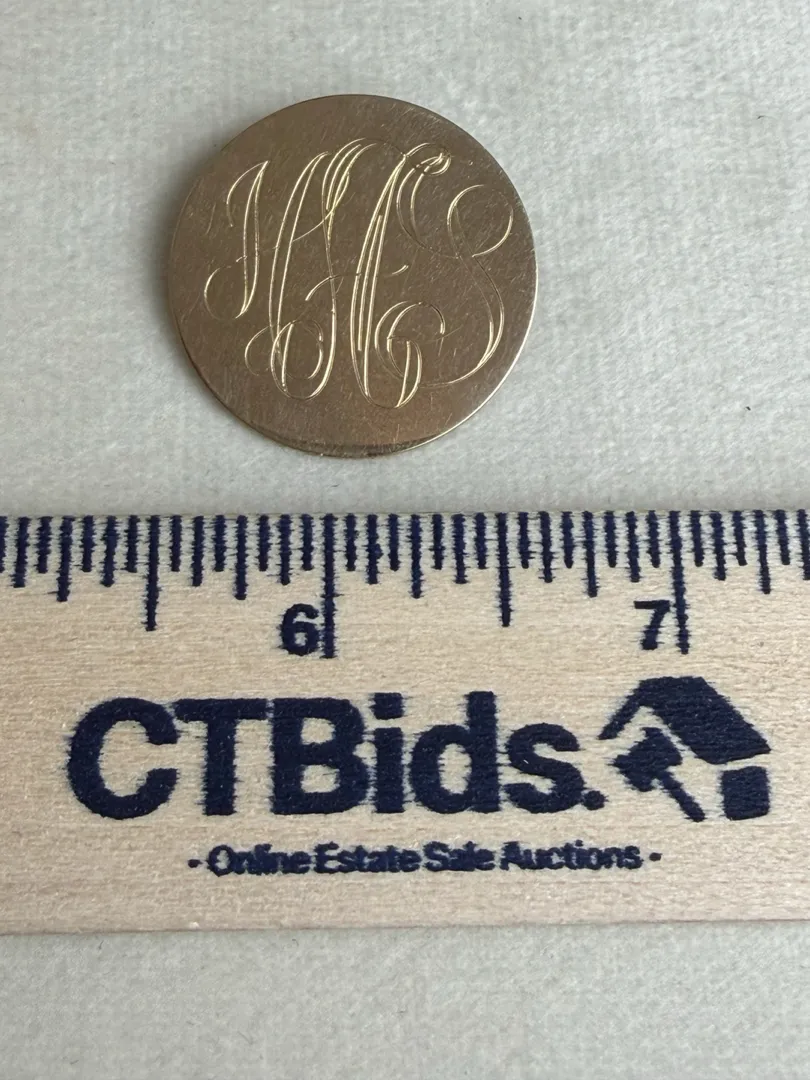 6 7
CTBids.
- Online Estate Sale Auctions -